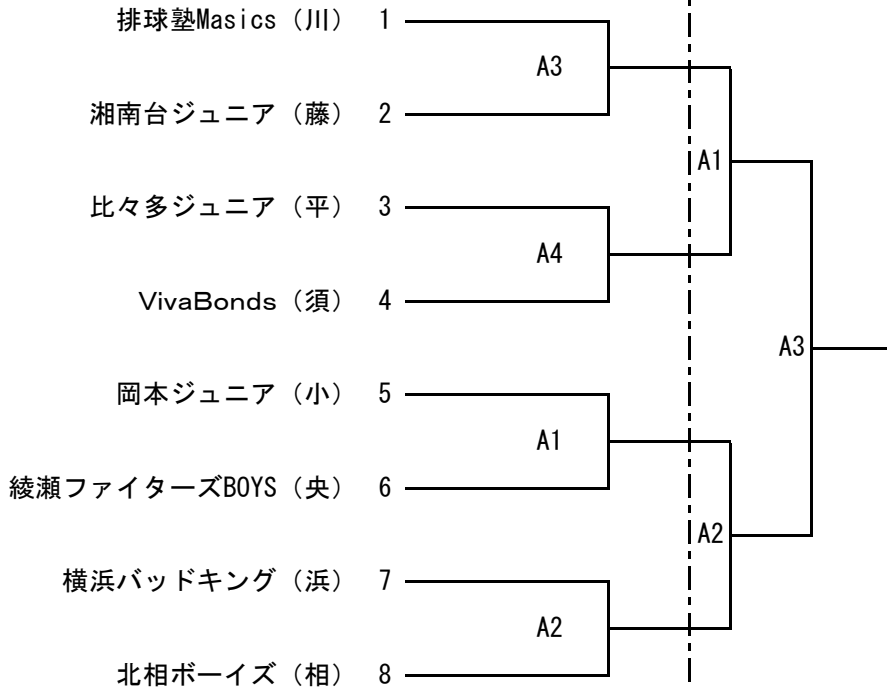 排球塾Masics（川） 1
A3
湘南台ジュニア（藤） 2
A1
比々多ジュニア（平） 3
A4
VivaBonds（須） 4
A3
岡本ジュニア（小） 5
A1
綾瀬ファイターズBOYS（央） 6
A2
横浜バッドキング（浜） 7
A2
北相ボーイズ（相） 8